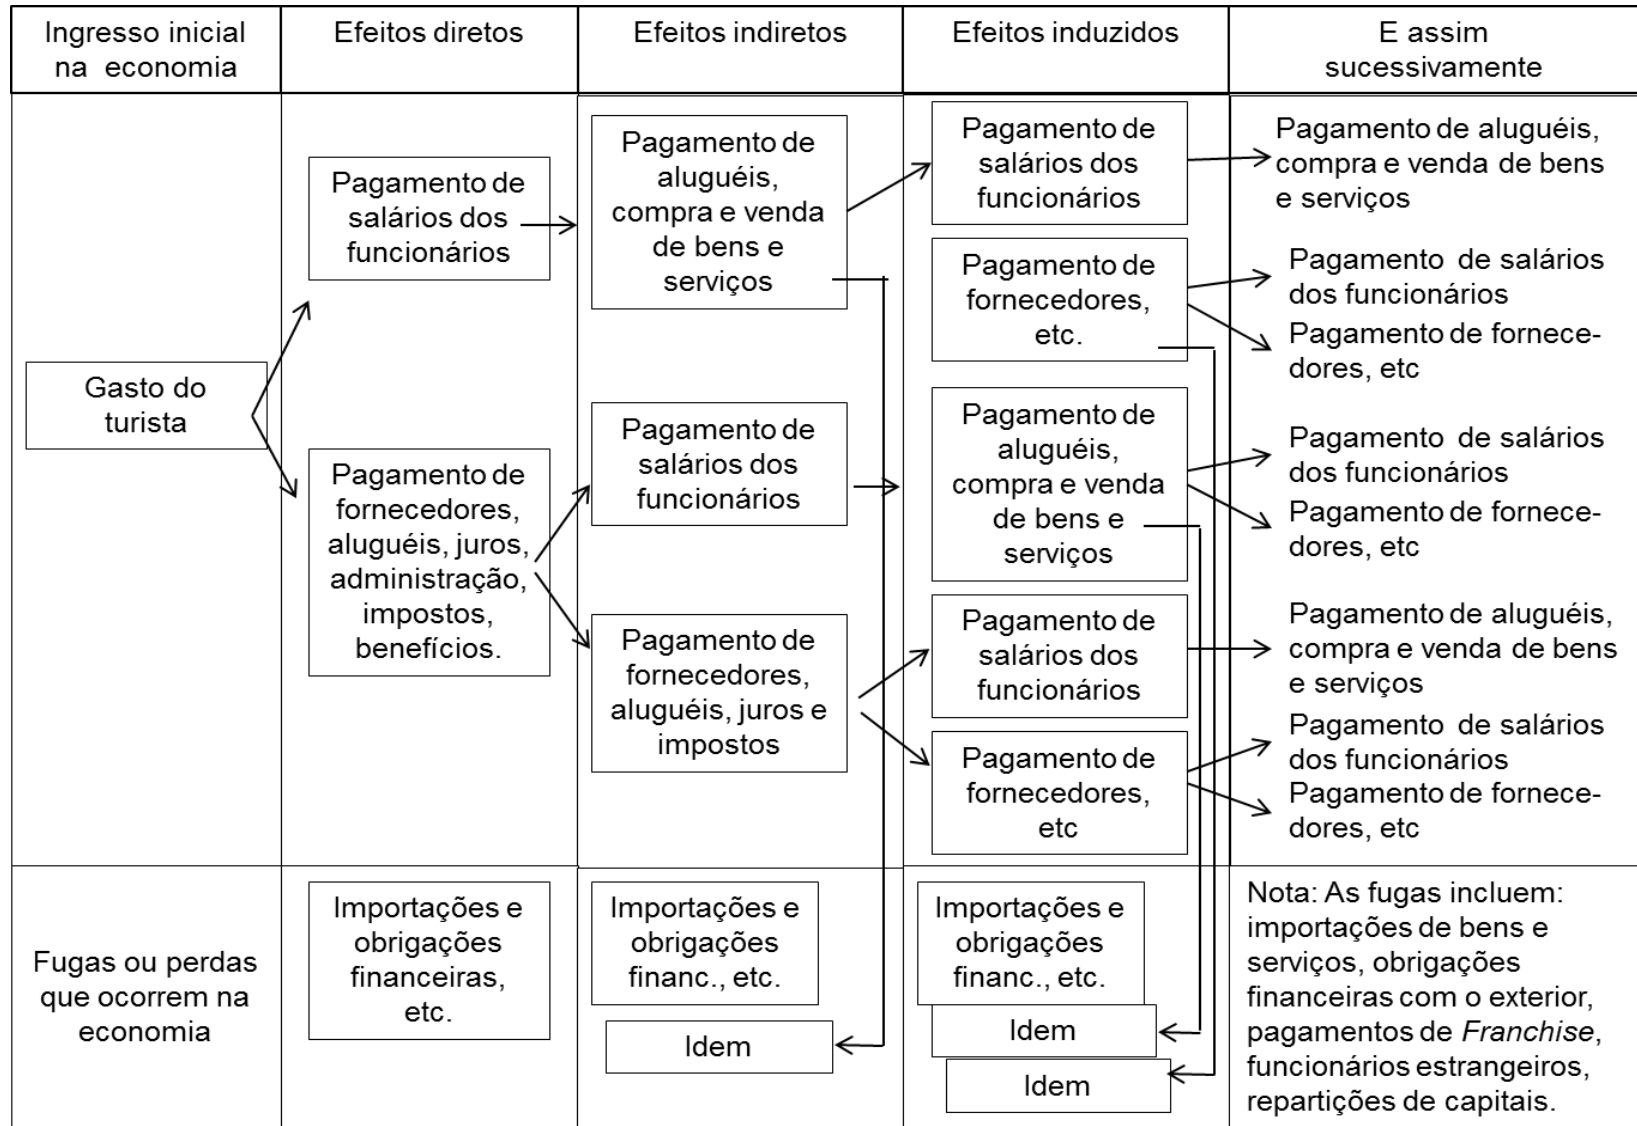 Ingresso inicial
na economia
Efeitos diretos
Efeitos indiretos
Efeitos induzidos
E assim
sucessivamente
Gasto do
turista
Pagamento de
salários dos
funcionários
Pagamento de
fornecedores,
aluguéis, juros,
administração,
impostos,
benefícios.
Pagamento de
aluguéis,
compra e venda
de bens e
serviços
Pagamento de
salários dos
funcionários
Pagamento de
fornecedores,
aluguéis, juros e
impostos
Pagamento de
salários dos
funcionários
Pagamento de
fornecedores,
etc.
Pagamento de
aluguéis,
compra e venda
de bens e
serviços
Pagamento de
salários dos
funcionários
Pagamento de
fornecedores,
etc
Pagamento de aluguéis,
compra e venda de bens
e serviços
Pagamento de salários
dos funcionários
Pagamento de fornece-
dores, etc
Pagamento de salários
dos funcionários
Pagamento de fornece-
dores, etc
Pagamento de aluguéis,
compra e venda de bens
e serviços
Pagamento de salários
dos funcionários
Pagamento de fornece-
dores, etc
Fugas ou perdas
que ocorrem na
economia
Importações e
obrigações
financeiras,
etc.
Importações e
obrigações
financ., etc.
Idem
Importações e
obrigações
financ., etc.
Idem
Idem
Nota: As fugas incluem:
importações de bens e
serviços, obrigações
financeiras com o exterior,
pagamentos de Franchise,
funcionários estrangeiros,
repartições de capitais.